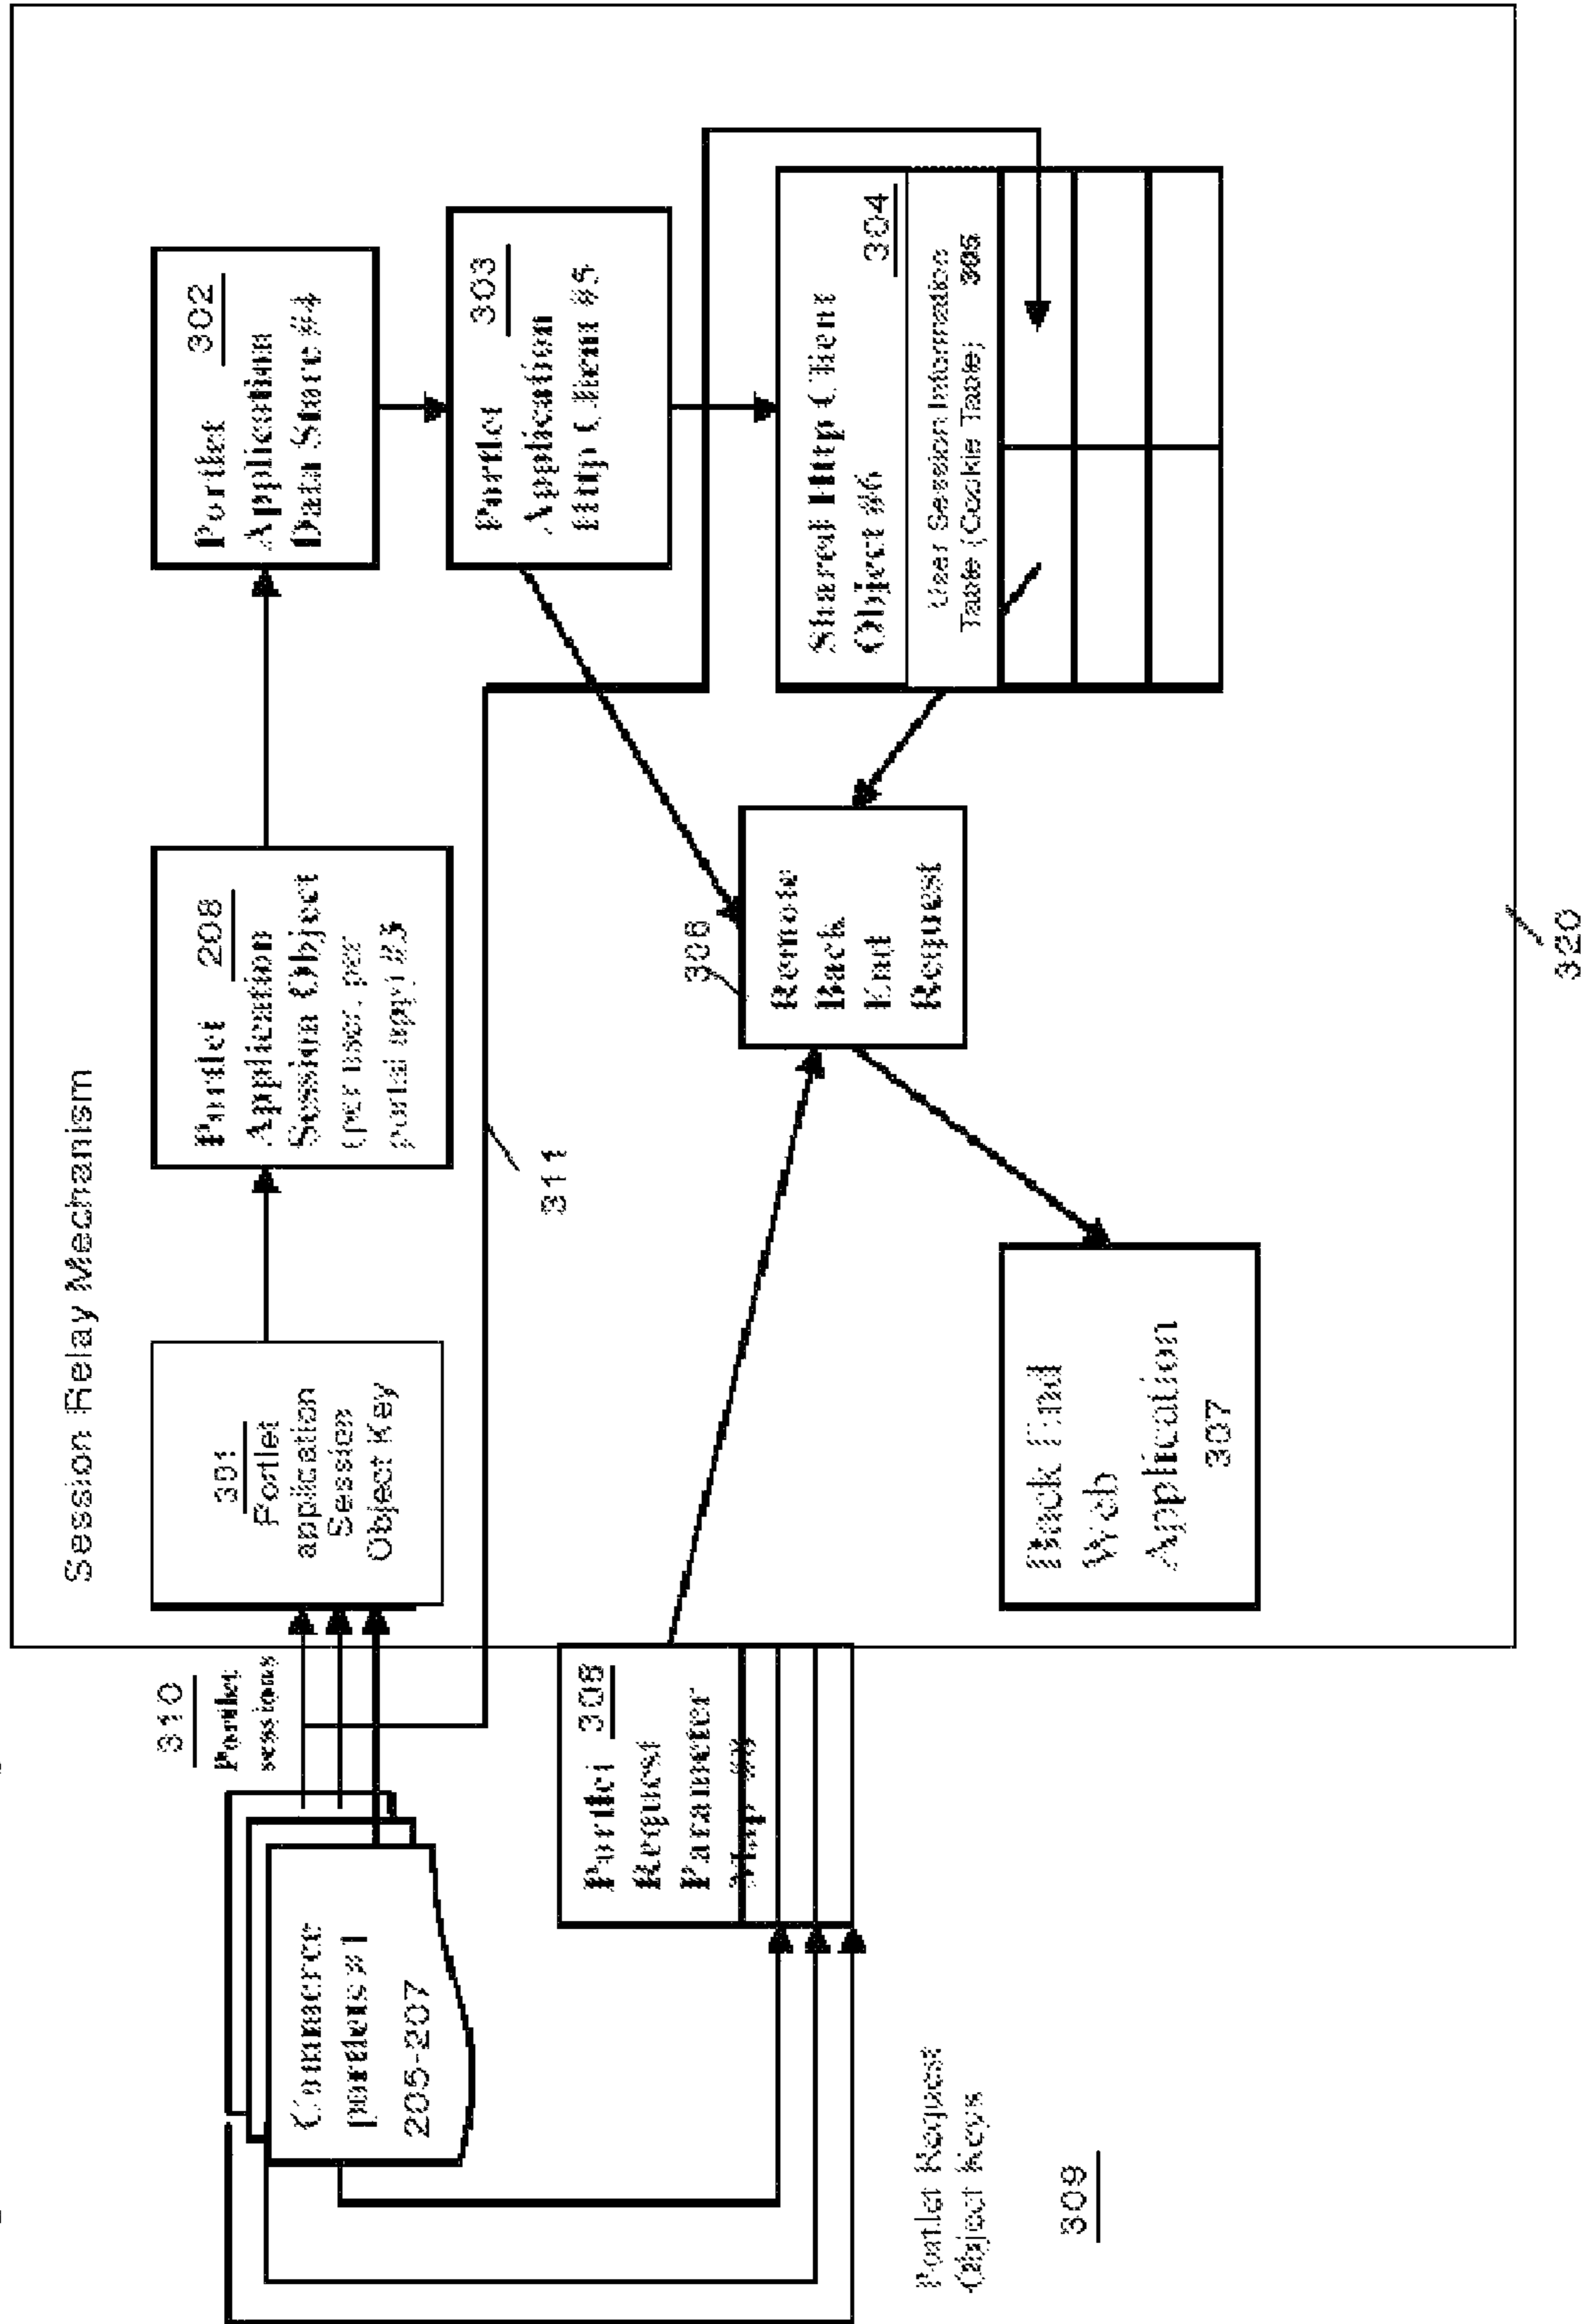 Session Relay Mechanism
310
Portlet
sessions
Commerce
portlets #1
205-207
301
Portlet
application
Session
Object Key
Portlet 208
Application
Session Object
(per user, per
portal app) #3
Portlet 302
Application
Data Store #4
Portlet 303
Application
Http Client #5
Shared Http Client
Object #6 304
User Session Information
Table (Cookie Table) 305
311
306
Remote
Back
End
Request
Portlet 308
Request
Parameter
Map
Back End
Web
Application
307
Portlet Request
Object Keys
309
320